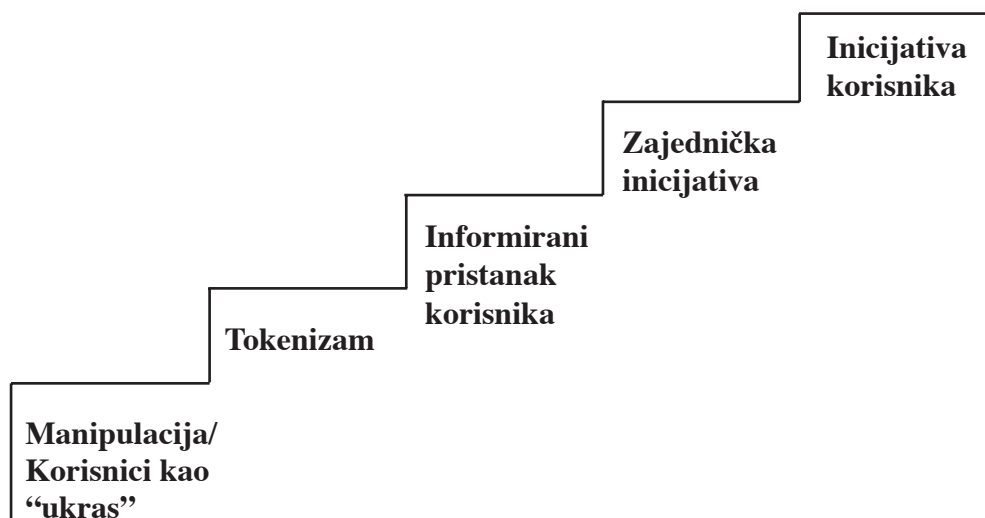 Inicijativa
korisnika
Zajednička
inicijativa
Informirani
pristanak
korisnika
Tokenizam
Manipulacija/
Korisnici kao
“ukras”